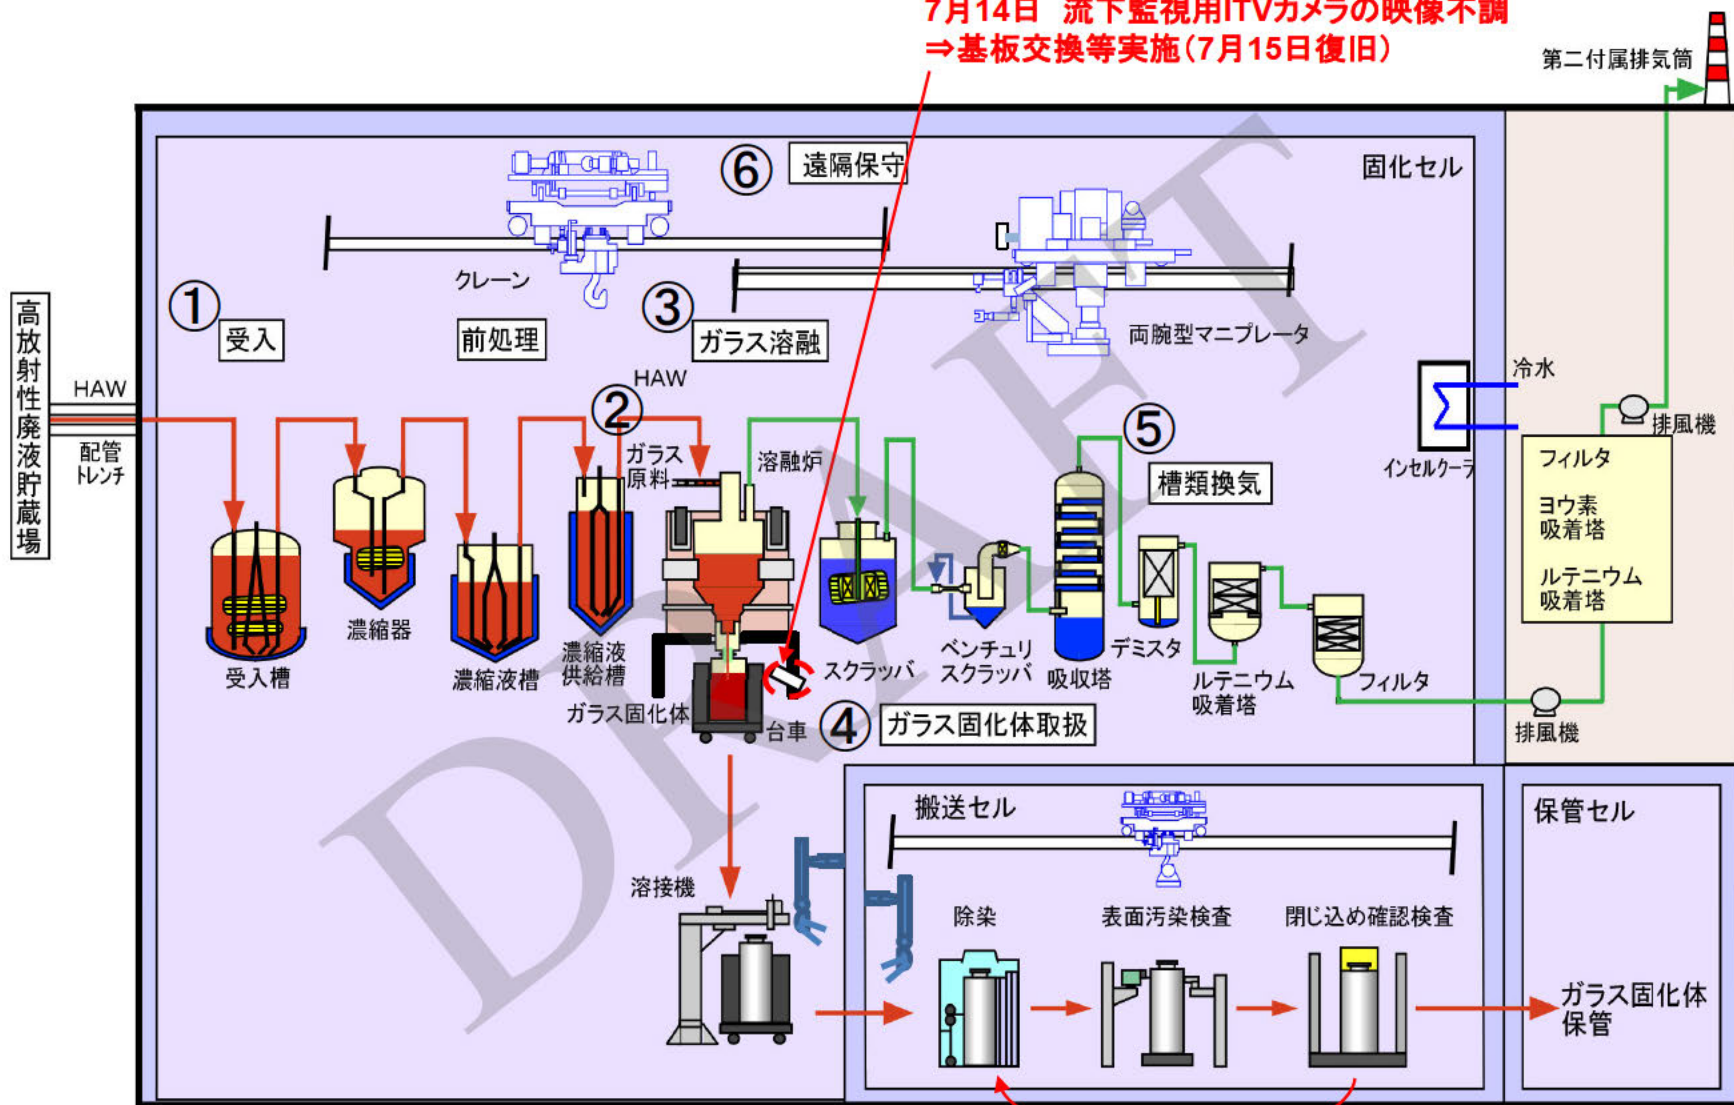 7月14日 流下監視用ITVカメラの映像不調
⇒基板交換等実施(7月15日復旧)
第二付属排気筒
⑥
遠隔保守
固化セル
クレーン
両腕型マニプレータ
高放射性廃液貯蔵場
HAW
配管
トレンチ
①
受入
前処理
③
ガラス溶融
HAW
②
ガラス
原料
溶融炉
⑤
槽類換気
冷水
インセルクーラ
排風機
フィルタ
ヨウ素
吸着塔
ルテニウム
吸着塔
受入槽
濃縮器
濃縮液槽
濃縮液
供給槽
ガラス固化体
台車
スクラッバ
ベンチュリ
スクラッバ
吸収塔
デミスタ
ルテニウム
吸着塔
フィルタ
排風機
④
ガラス固化体取扱
搬送セル
保管セル
溶接機
除染
表面汚染検査
閉じ込め確認検査
ガラス固化体
保管
DRAFT